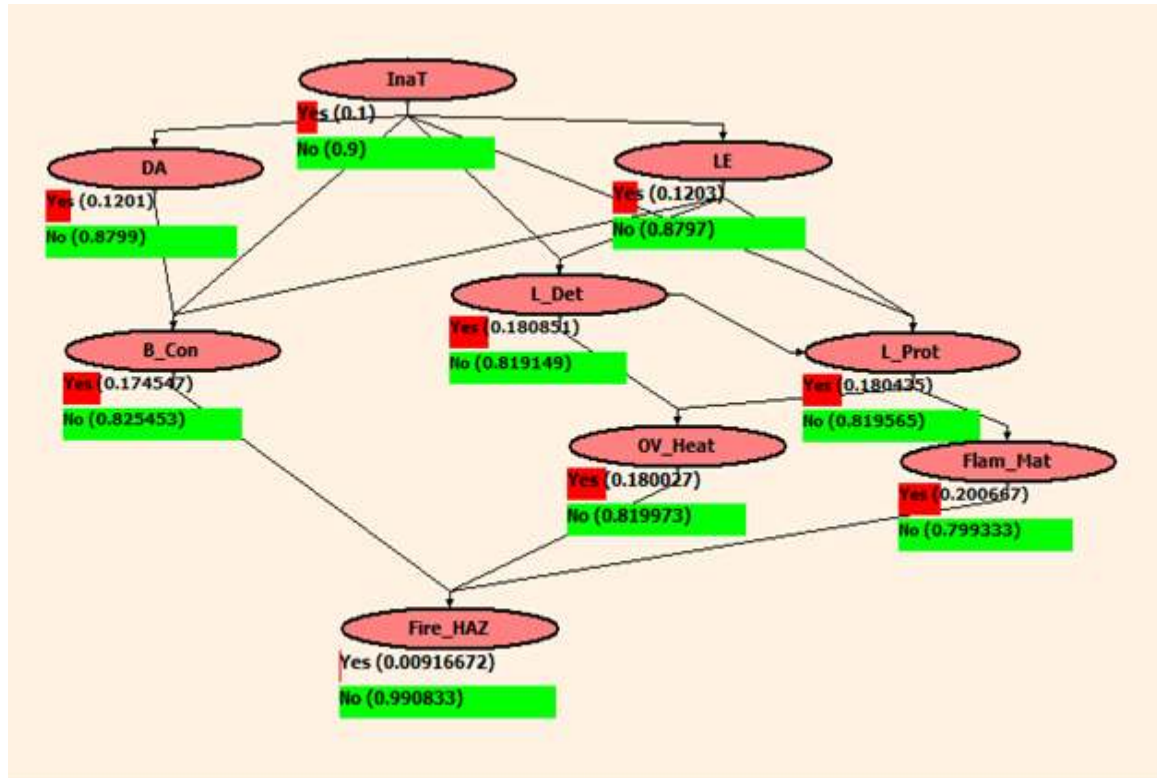 InaT
Yes (0.1)
No (0.9)
DA
Yes (0.1201)
No (0.8799)
LE
Yes (0.1203)
No (0.8797)
L_Det
Yes (0.180851)
No (0.819149)
B_Con
Yes (0.174547)
No (0.825453)
L_Prot
Yes (0.180435)
No (0.819565)
OV_Heat
Yes (0.180027)
No (0.819973)
Flam_Mat
Yes (0.200667)
No (0.799333)
Fire_HAZ
Yes (0.00916672)
No (0.990833)